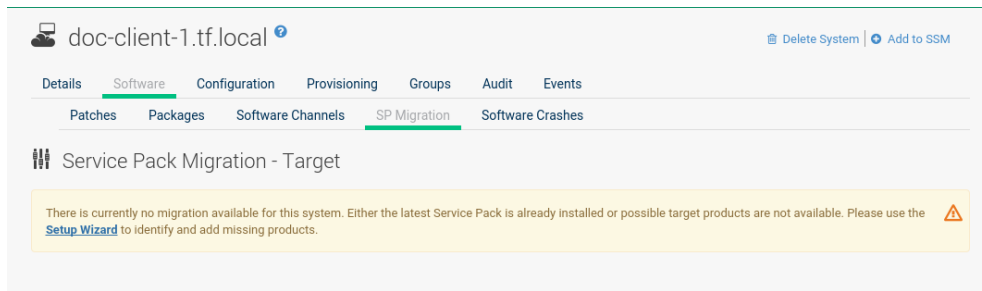 doc-client-1.tf.local ?
Delete System | Add to SSM
Details Software Configuration Provisioning Groups Audit Events
Patches Packages Software Channels SP Migration Software Crashes
Service Pack Migration - Target
There is currently no migration available for this system. Either the latest Service Pack is already installed or possible target products are not available. Please use the
Setup Wizard to identify and add missing products.